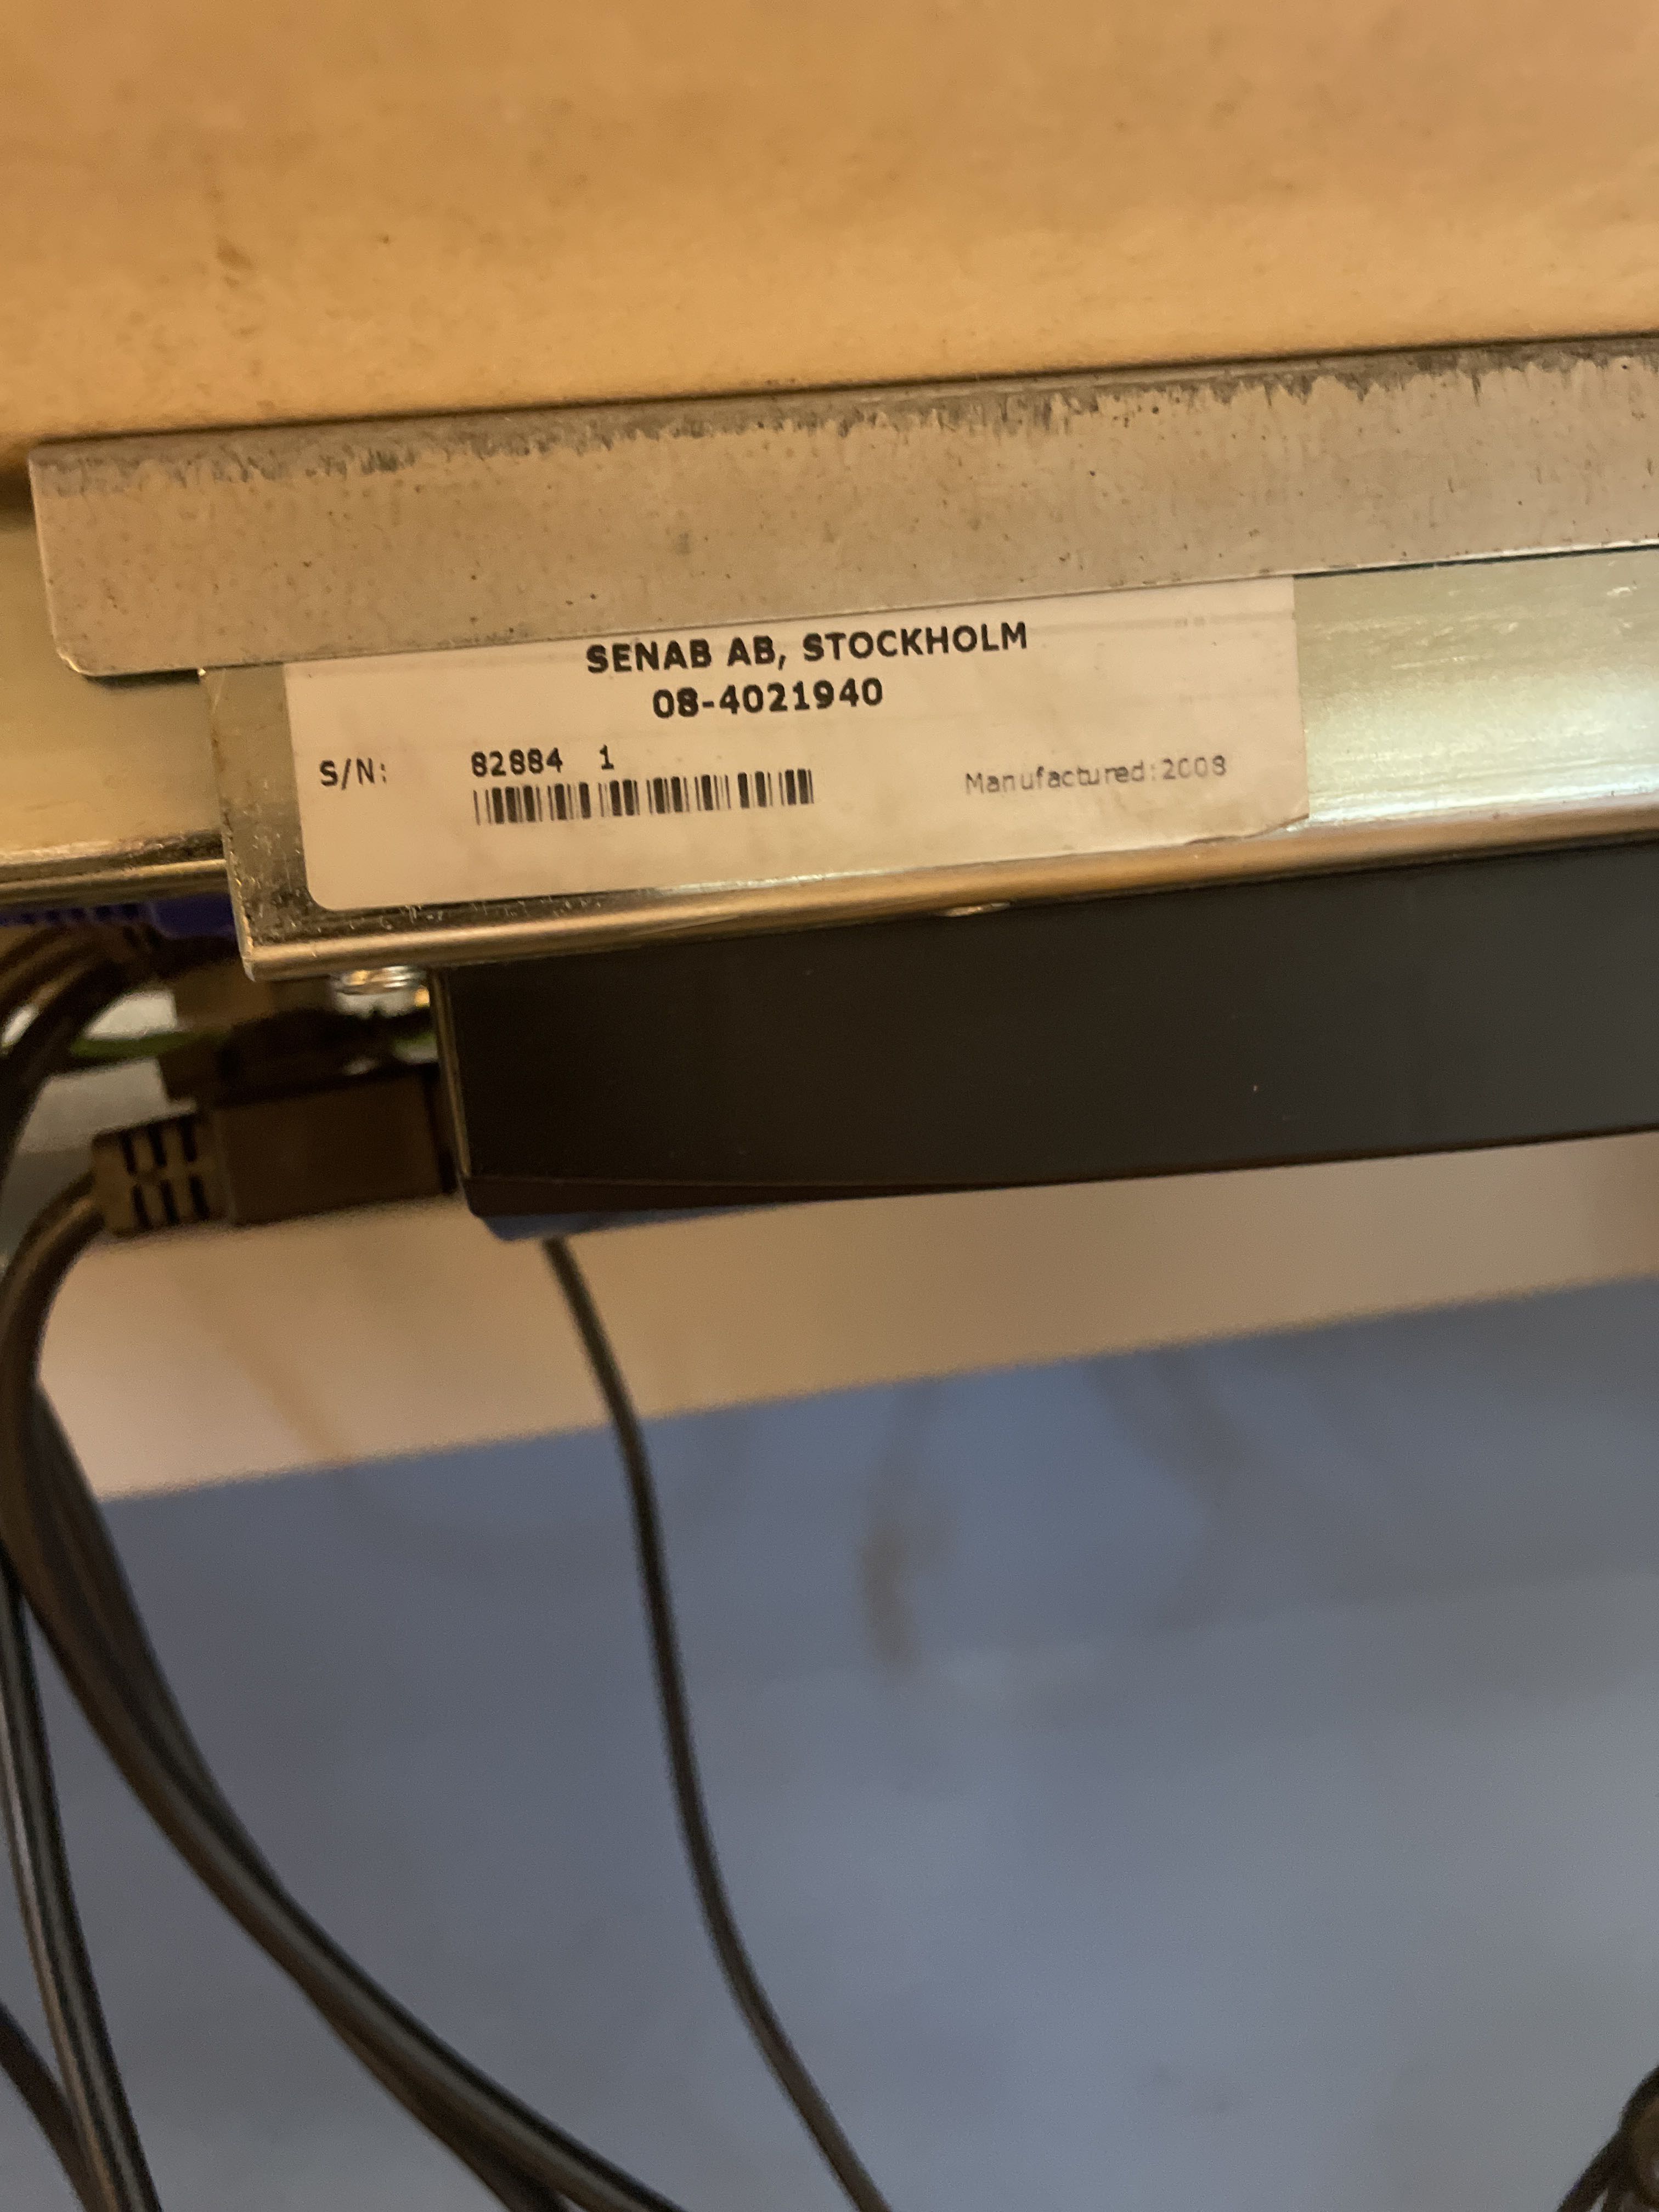 SENAB AB, STOCKHOLM
08-4021940
S/N: 82884 1
Manufactured:2008